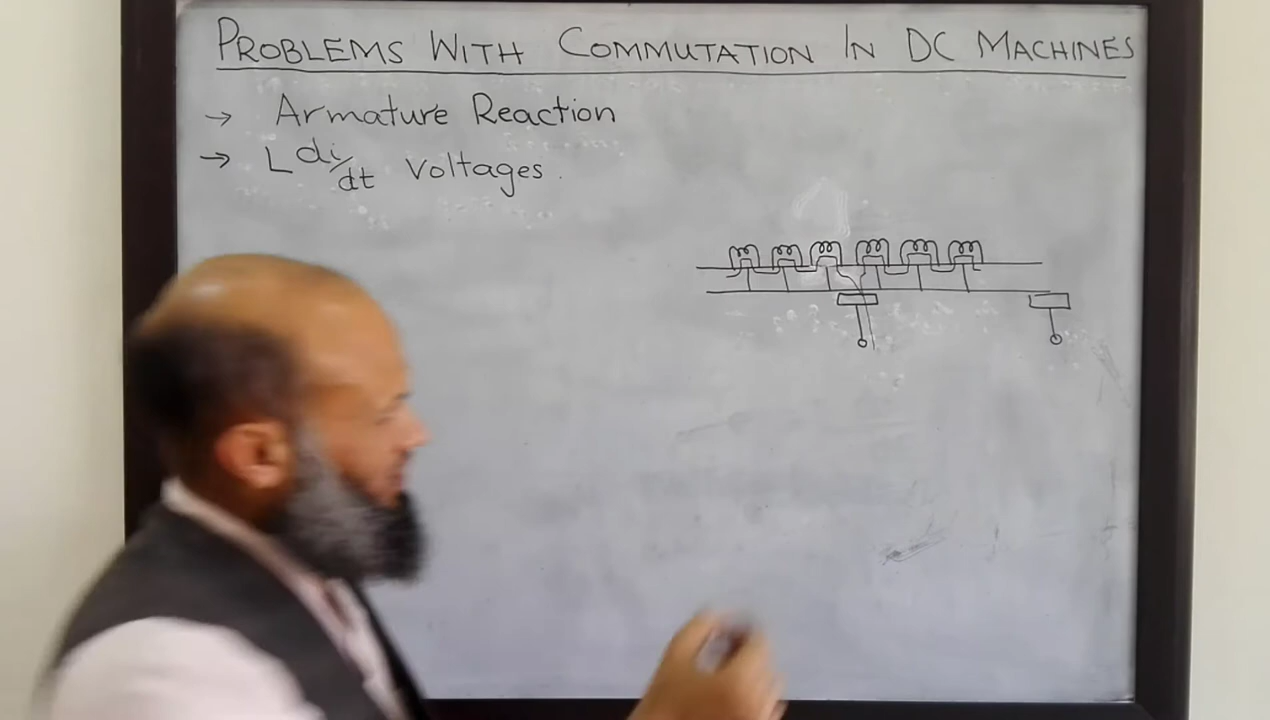 PROBLEMS WITH COMMUTATION IN DC MACHINES
→ Armature Reaction
→ L di/dt Voltages.